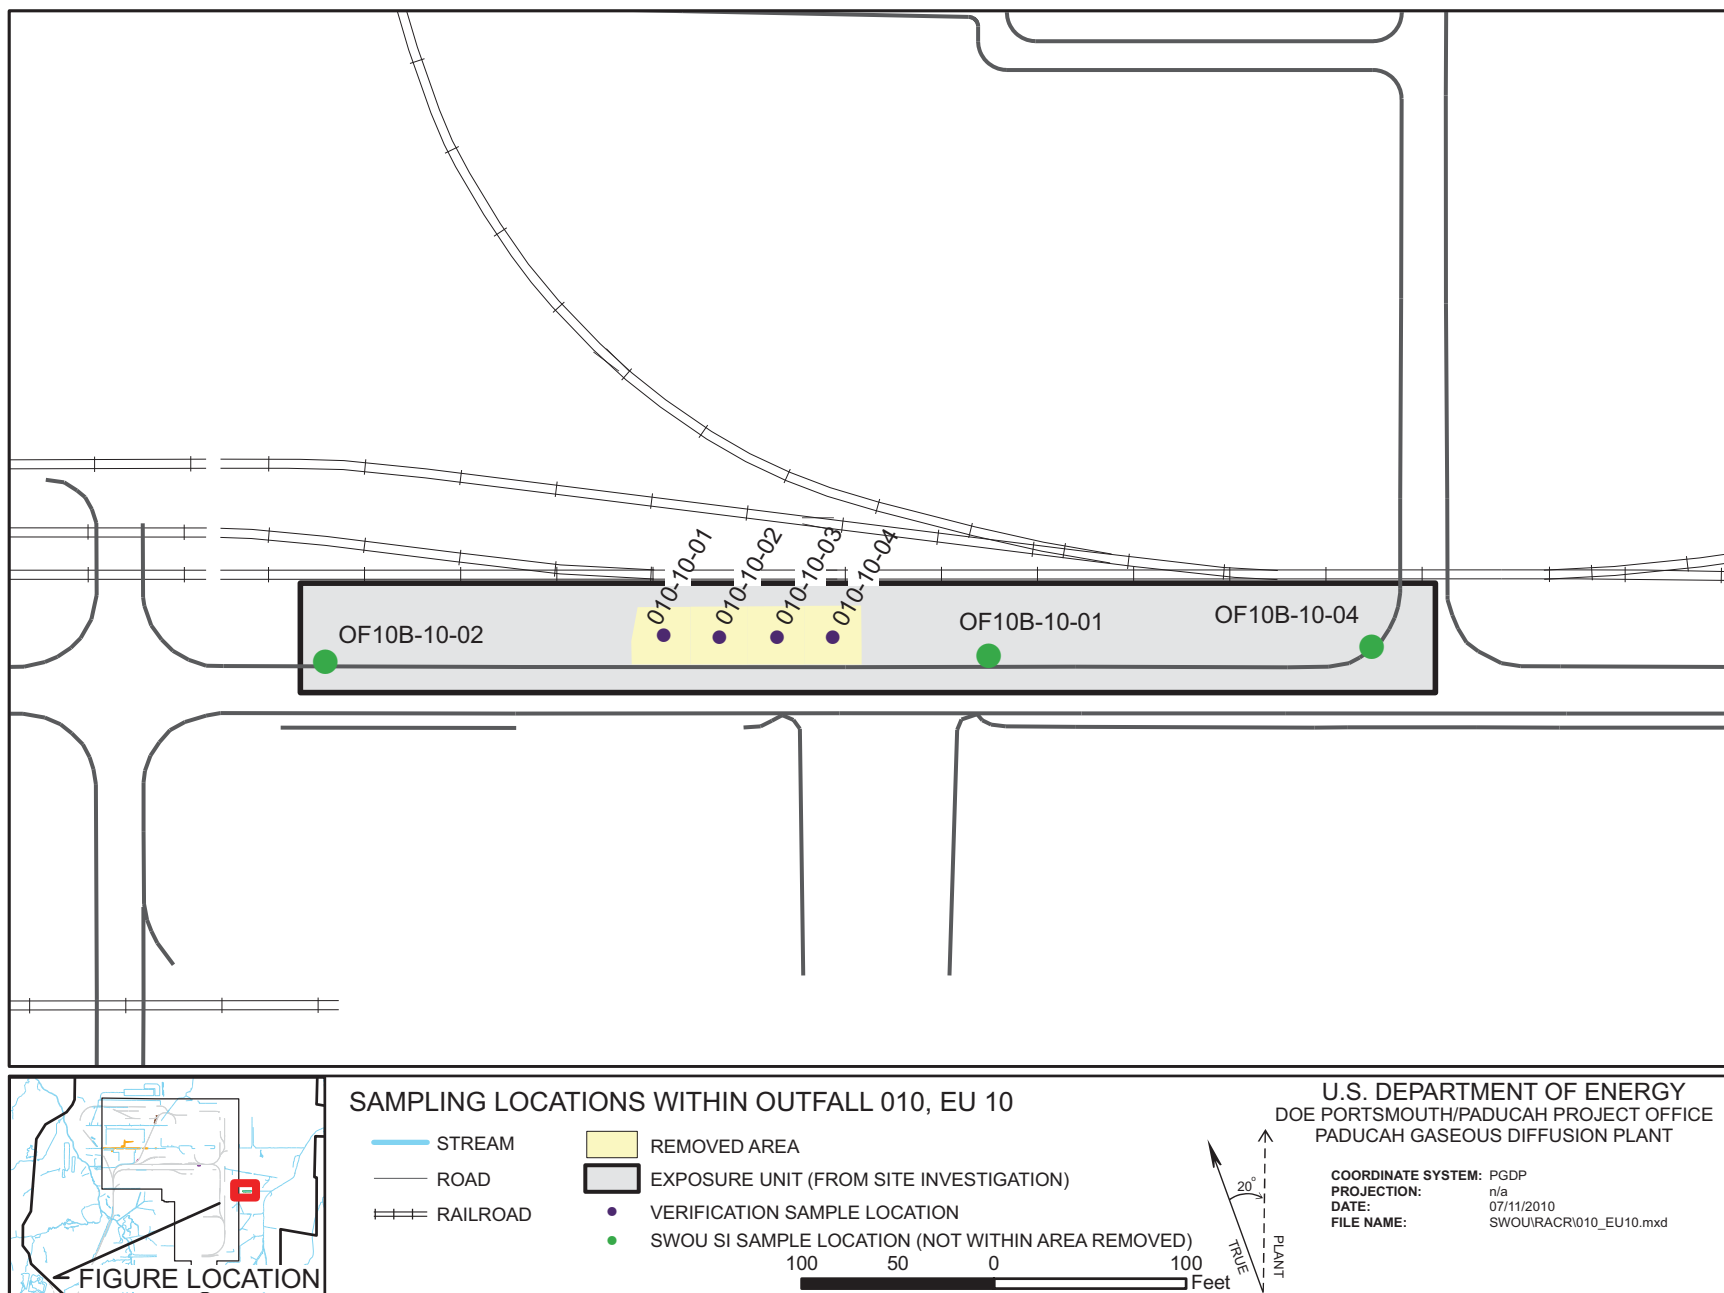 010-10-01
010-10-02
010-10-03
010-10-04
OF10B-10-02
OF10B-10-01
OF10B-10-04
FIGURE LOCATION
SAMPLING LOCATIONS WITHIN OUTFALL 010, EU 10
STREAM
ROAD
RAILROAD
REMOVED AREA
EXPOSURE UNIT (FROM SITE INVESTIGATION)
VERIFICATION SAMPLE LOCATION
SWOU SI SAMPLE LOCATION (NOT WITHIN AREA REMOVED)
100 50 0 100
Feet
20°
TRUE
PLANT
U.S. DEPARTMENT OF ENERGY
DOE PORTSMOUTH/PADUCAH PROJECT OFFICE
PADUCAH GASEOUS DIFFUSION PLANT
COORDINATE SYSTEM: PGDP
PROJECTION: n/a
DATE: 07/11/2010
FILE NAME: SWOU\RACR\010_EU10.mxd